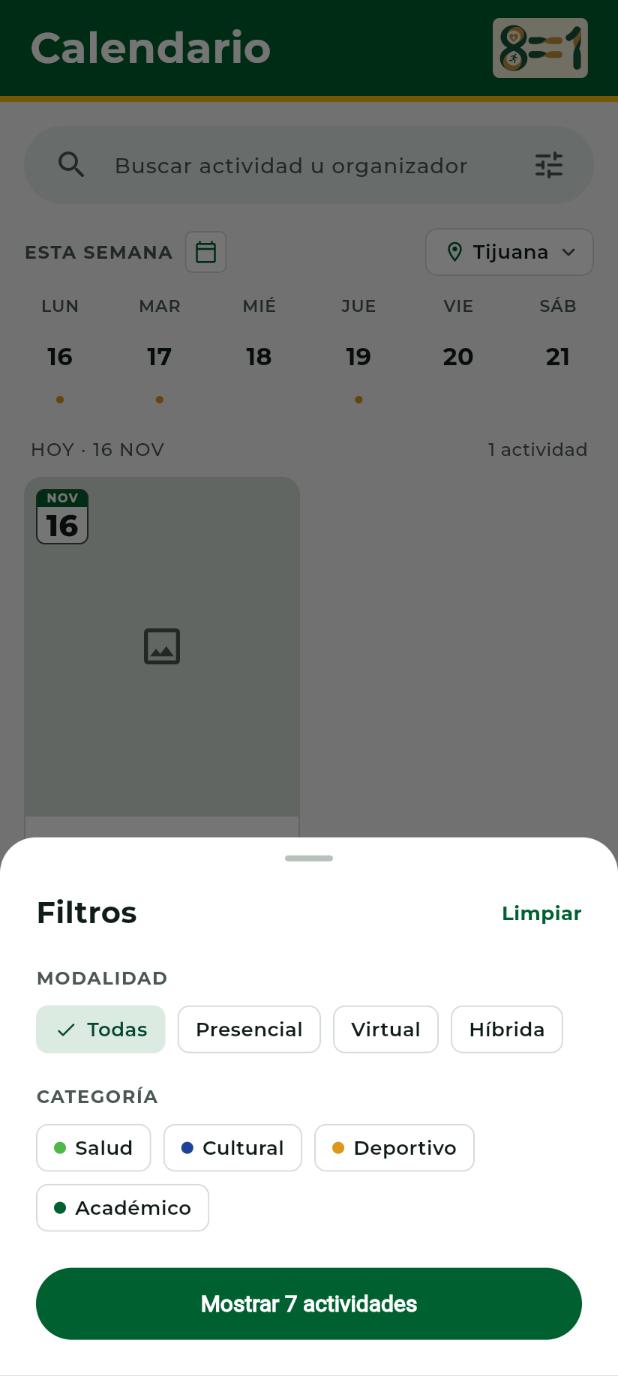 Calendario
8=1
Buscar actividad u organizador
ESTA SEMANA
Tijuana
LUN MAR MIÉ JUE VIE SÁB
16 17 18 19 20 21
HOY · 16 NOV
1 actividad
NOV
16
Filtros
Limpiar
MODALIDAD
Todas Presencial Virtual Híbrida
CATEGORÍA
Salud Cultural Deportivo
Académico
Mostrar 7 actividades